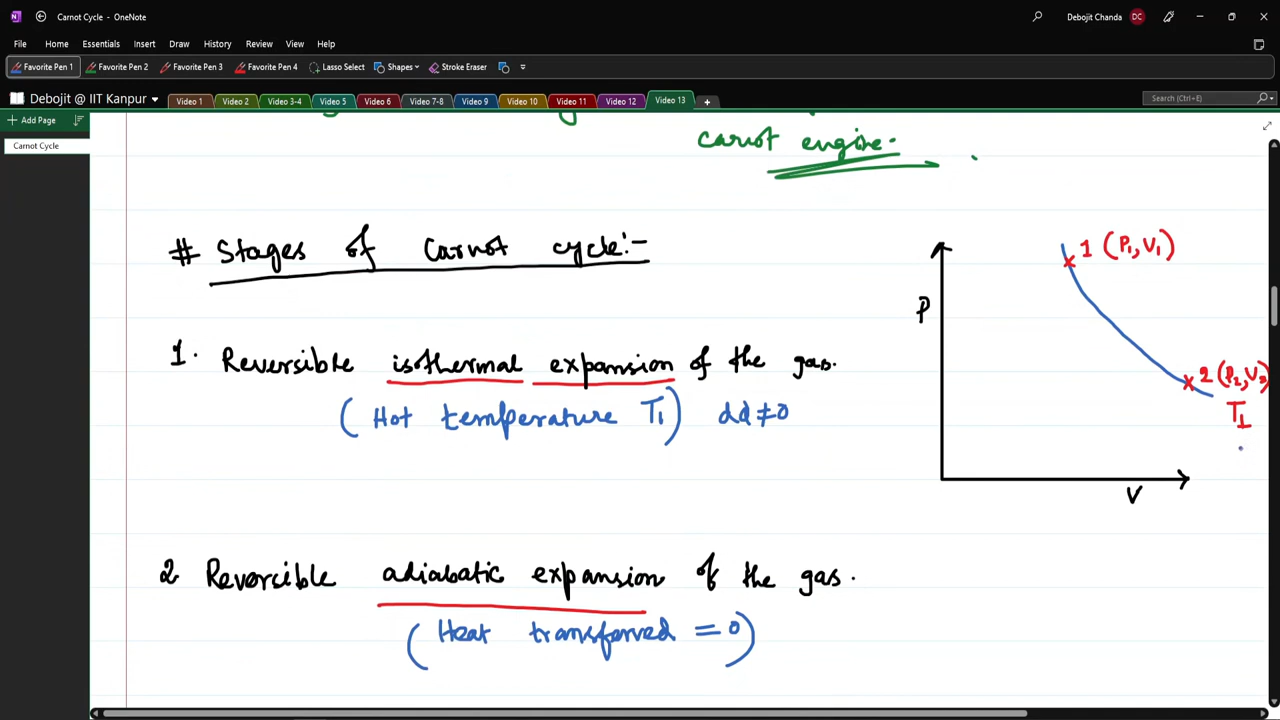 Carnot Cycle - OneNote
Debojit Chanda DC
File Home Essentials Insert Draw History Review View Help
Favorite Pen 1 Favorite Pen 2 Favorite Pen 3 Favorite Pen 4 Lasso Select Shapes Stroke Eraser
Debojit @ IIT Kanpur Video 1 Video 2 Video 3-4 Video 5 Video 6 Video 7-8 Video 9 Video 10 Video 11 Video 12 Video 13 + Search (Ctrl+E)
+ Add Page
Carnot Cycle
carnot engine.
# Stages of Carnot cycle:-
1 (P₁, V₁)
P
1. Reversible isothermal expansion of the gas.
2 (P₂, V₂)
(Hot temperature T₁) dd≠0
T₁
V
2 Reversible adiabatic expansion of the gas.
(Heat transferred = 0)